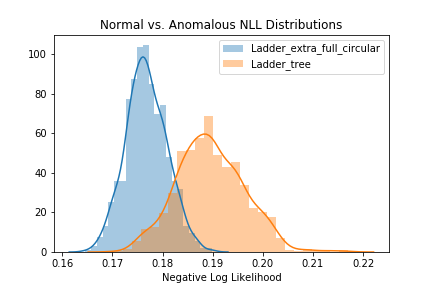 Normal vs. Anomalous NLL Distributions
Ladder_extra_full_circular
Ladder_tree
100
80
60
40
20
0
0.16 0.17 0.18 0.19 0.20 0.21 0.22
Negative Log Likelihood